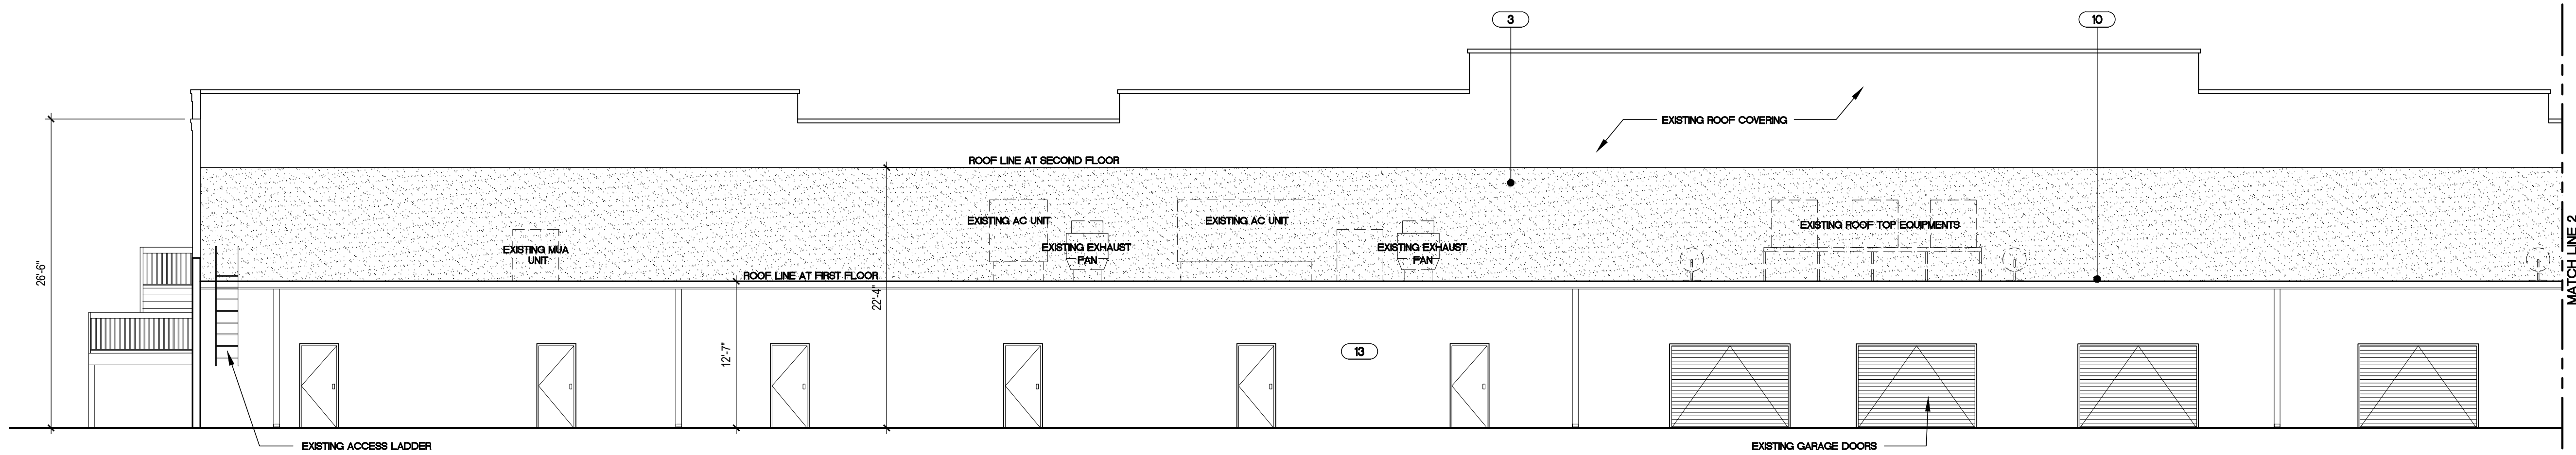 3
10
EXISTING ROOF COVERING
ROOF LINE AT SECOND FLOOR
26'-6"
EXISTING MUA
UNIT
EXISTING AC UNIT
EXISTING EXHAUST
FAN
EXISTING AC UNIT
EXISTING EXHAUST
FAN
EXISTING ROOF TOP EQUIPMENTS
MATCH LINE 2
ROOF LINE AT FIRST FLOOR
22'-4"
12'-7"
13
EXISTING ACCESS LADDER
EXISTING GARAGE DOORS